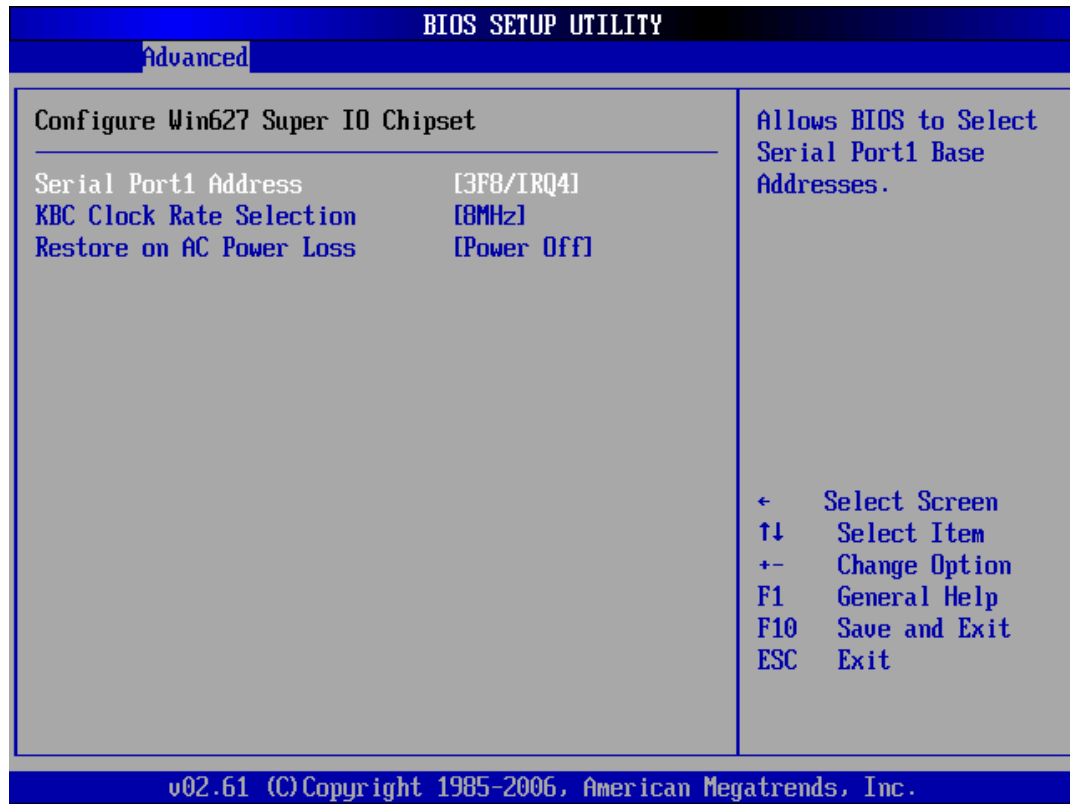 BIOS SETUP UTILITY
Advanced
Configure Win627 Super IO Chipset
Serial Port1 Address [3F8/IRQ4]
KBC Clock Rate Selection [8MHz]
Restore on AC Power Loss [Power Off]
Allows BIOS to Select
Serial Port1 Base
Addresses.
← Select Screen
↑↓ Select Item
+- Change Option
F1 General Help
F10 Save and Exit
ESC Exit
v02.61 (C)Copyright 1985-2006, American Megatrends, Inc.